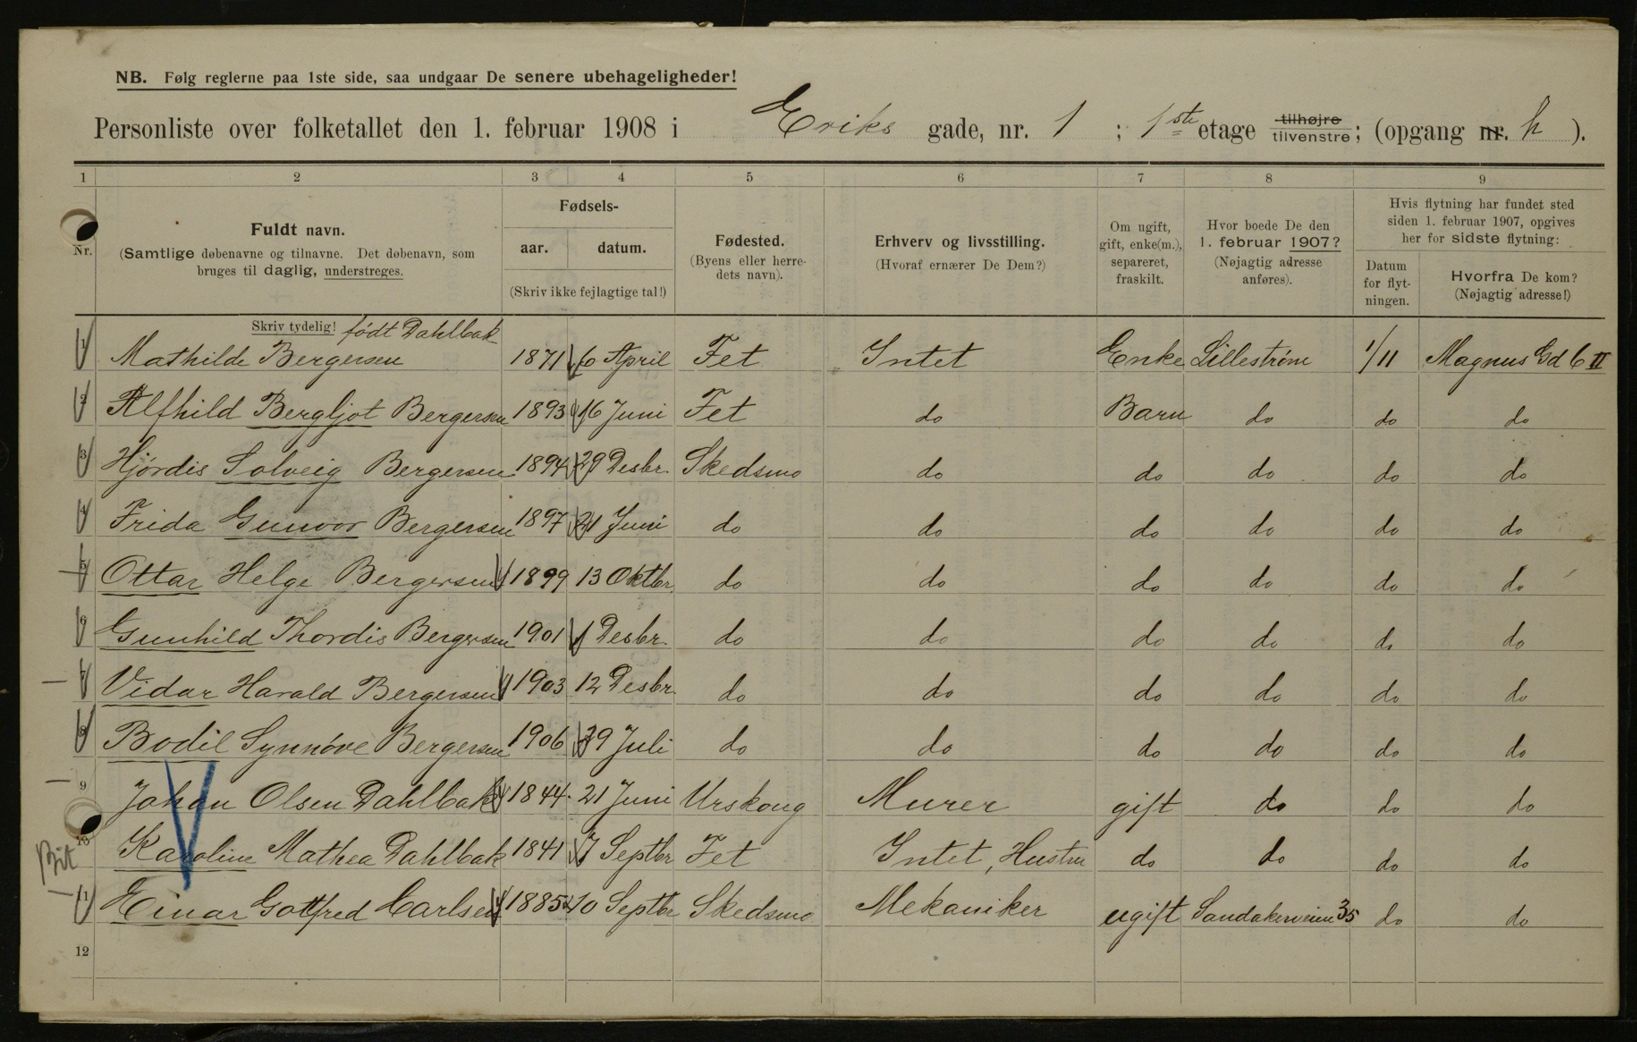 NB. Følg reglerne paa 1ste side, saa undgaar De senere ubehageligheder!
Personliste over folketallet den 1. februar 1908 i Eriks gade, nr. 1 ; 1ste etage tilhøjre tilvenstre; (opgang nr. h ).
1 2 3 4 5 6 7 8 9
Nr. Fuldt navn. (Samtlige døbenavne og tilnavne. Det døbenavn, som bruges til daglig, understreges.
Fødsels- aar. datum. (Skriv ikke fejlagtige tal!)
Fødested. (Byens eller herredets navn).
Erhverv og livsstilling. (Hvoraf ernærer De Dem?)
Om ugift, gift, enke(m.), separeret, fraskilt.
Hvor boede De den 1. februar 1907? (Nøjagtig adresse anføres).
Hvis flytning har fundet sted siden 1. februar 1907, opgives her for sidste flytning:
Datum for flytningen.
Hvorfra De kom? (Nøjagtig adresse!)
Skriv tydelig! født Dahlbak
1 Mathilde Bergersen 1871 6 April Fet Intet Enke Lillestrøm 1/11 Magnus Gd 6 II
2 Alfhild Bergljot Bergersen 1893 16 Juni Fet do Barn do do do
3 Hjørdis Solveig Bergersen 1894 29 Desbr. Skedsmo do do do do do
4 Frida Gunvor Bergersen 1897 21 Juni do do do do do do
5 Ottar Helge Bergersen 1899 13 Oktbr. do do do do do do
6 Gunhild Thordis Bergersen 1901 1 Desbr. do do do do do do
7 Vidar Harald Bergersen 1903 12 Desbr. do do do do do do
8 Bodil Synnöve Bergersen 1906 29 Juli do do do do do do
9 Johan Olsen Dahlbak 1844 21 Juni Urskoug Murer gift do do do
10 Karoline Mathea Dahlbak 1841 7 Septbr Fet Intet, Hustru do do do do
11 Einar Gottfred Carlsen 1885 20 Septbr Skedsmo Mekaniker ugift Sandakerveien 35 do do
12